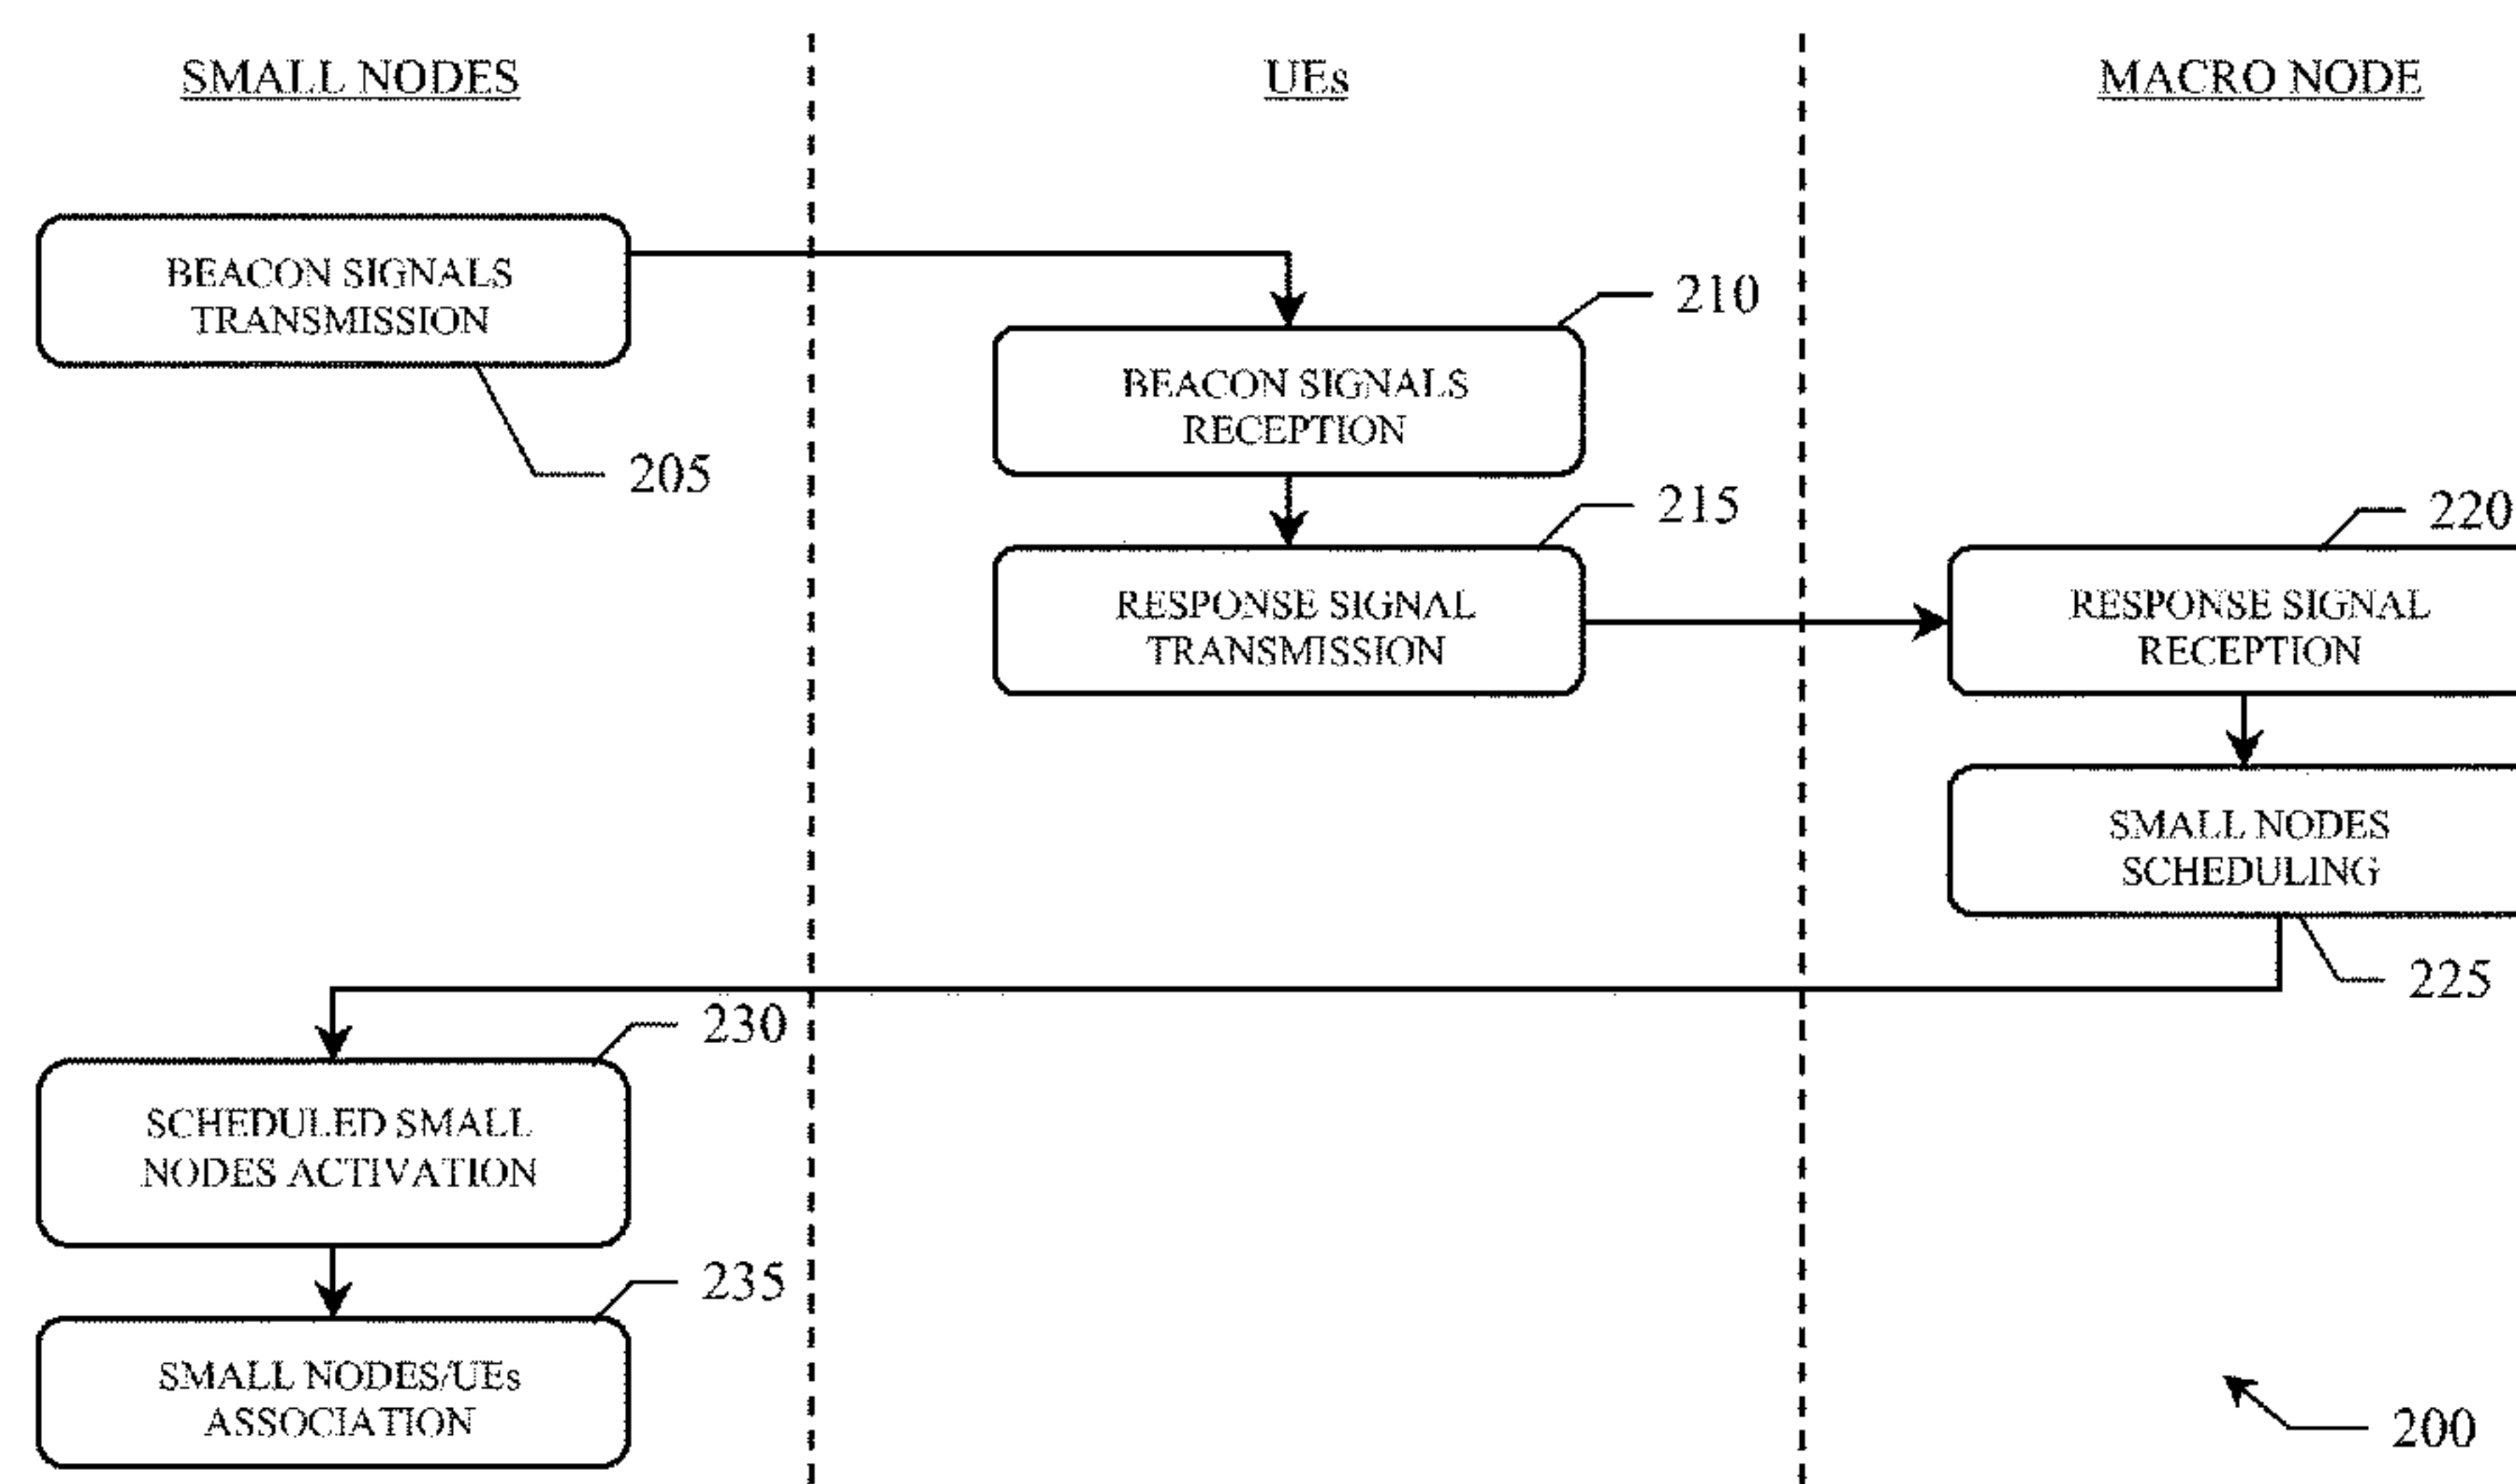 SMALL NODES
UEs
MACRO NODE
BEACON SIGNALS
TRANSMISSION
205
210
BEACON SIGNALS
RECEPTION
215
RESPONSE SIGNAL
TRANSMISSION
220
RESPONSE SIGNAL
RECEPTION
SMALL NODES
SCHEDULING
225
230
SCHEDULED SMALL
NODES ACTIVATION
235
SMALL NODES/UEs
ASSOCIATION
200